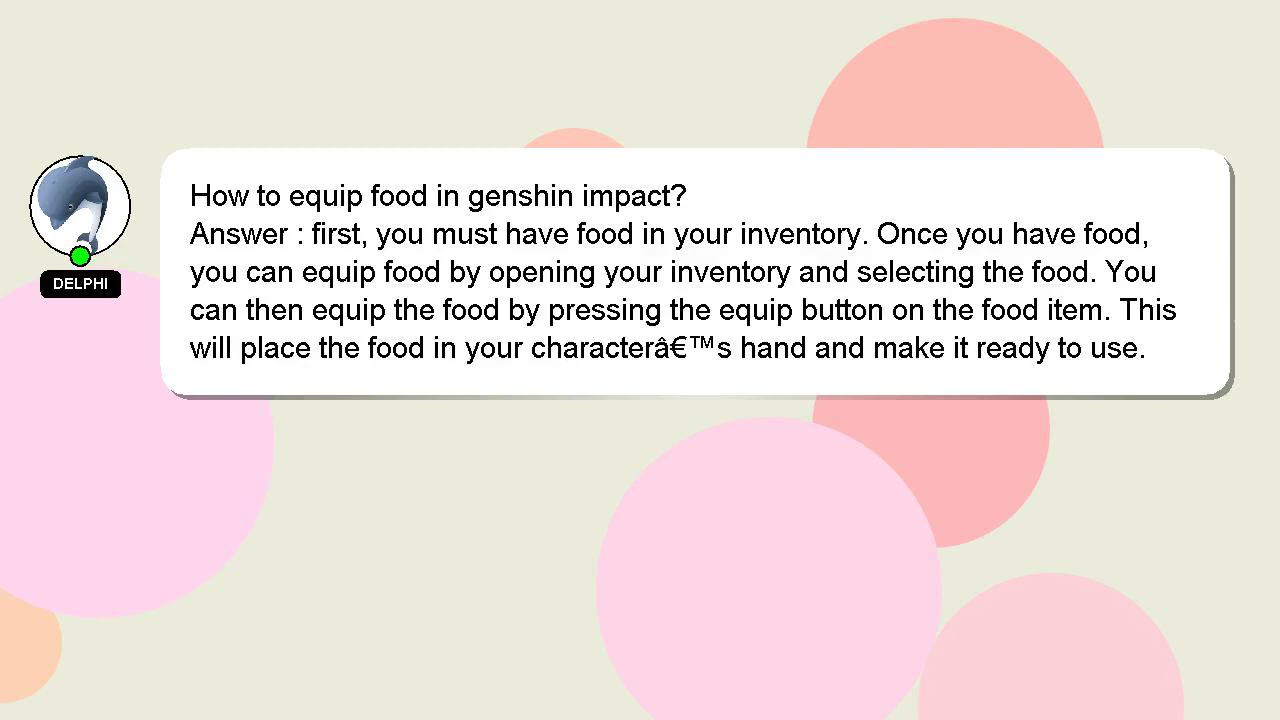 How to equip food in genshin impact?
Answer : first, you must have food in your inventory. Once you have food,
you can equip food by opening your inventory and selecting the food. You
can then equip the food by pressing the equip button on the food item. This
will place the food in your characterâ€™s hand and make it ready to use.
DELPHI